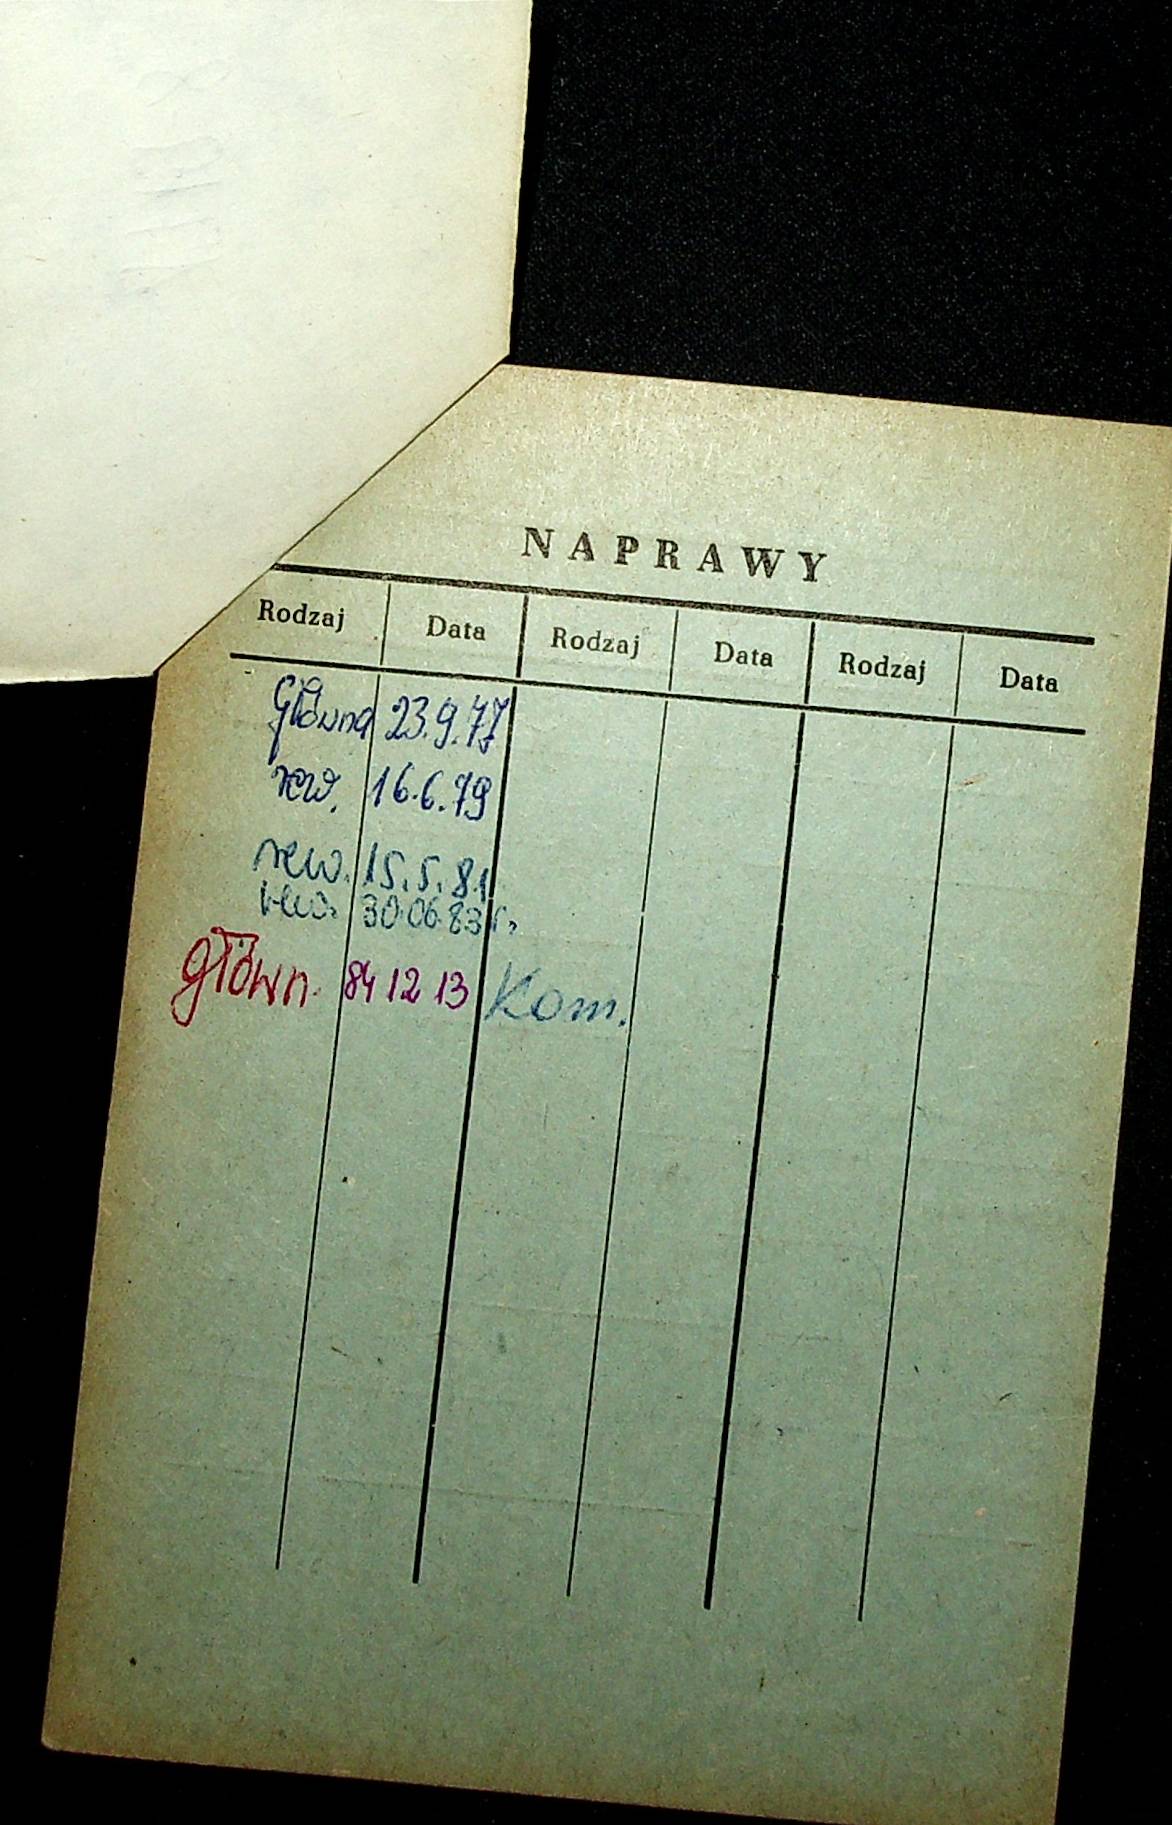 NAPRAWY
Rodzaj Data Rodzaj Data Rodzaj Data
Główna 23.9.77
rew. 16.6.79
rew. 15.5.81
rew. 30.06.83r.
główn. 84 12 13 Kom.